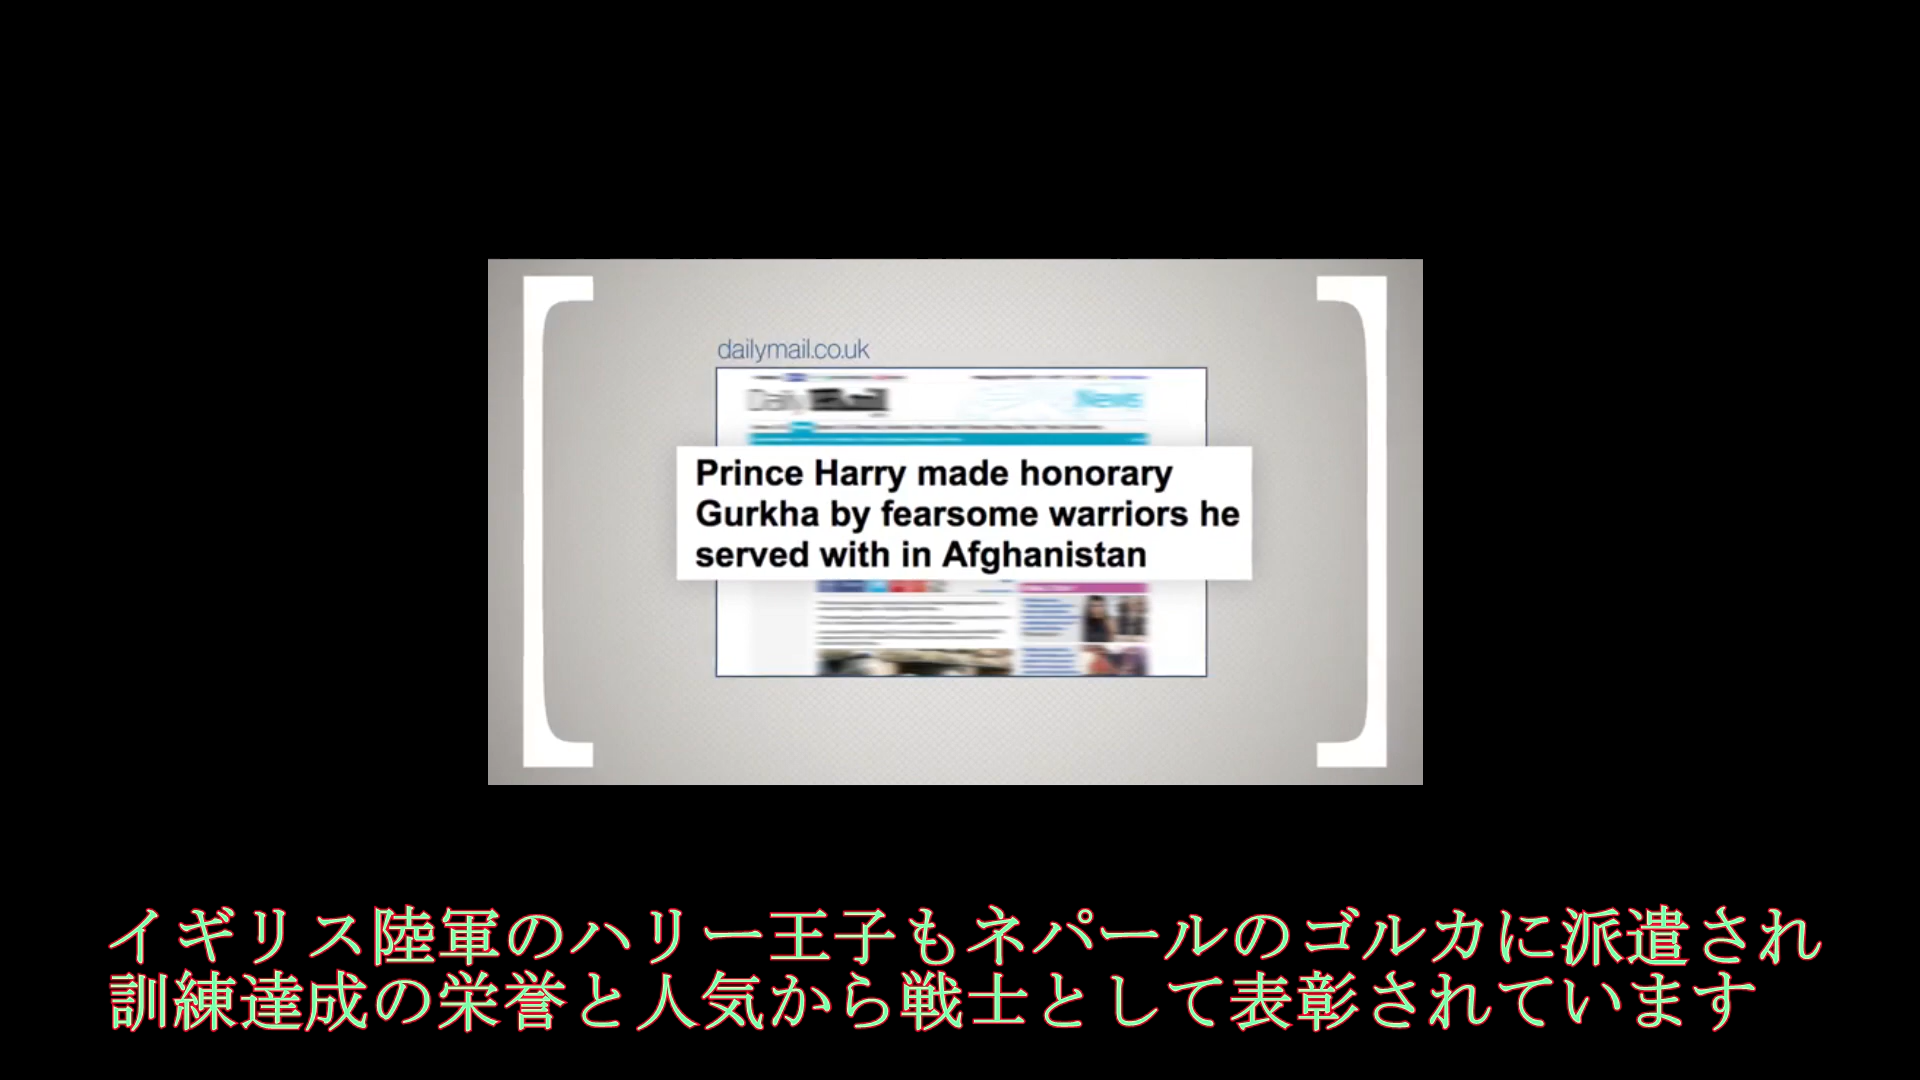 dailymail.co.uk
Daily Mail
News
Prince Harry made honorary
Gurkha by fearsome warriors he
served with in Afghanistan
イギリス陸軍のハリー王子もネパールのゴルカに派遣され
訓練達成の栄誉と人気から戦士として表彰されています